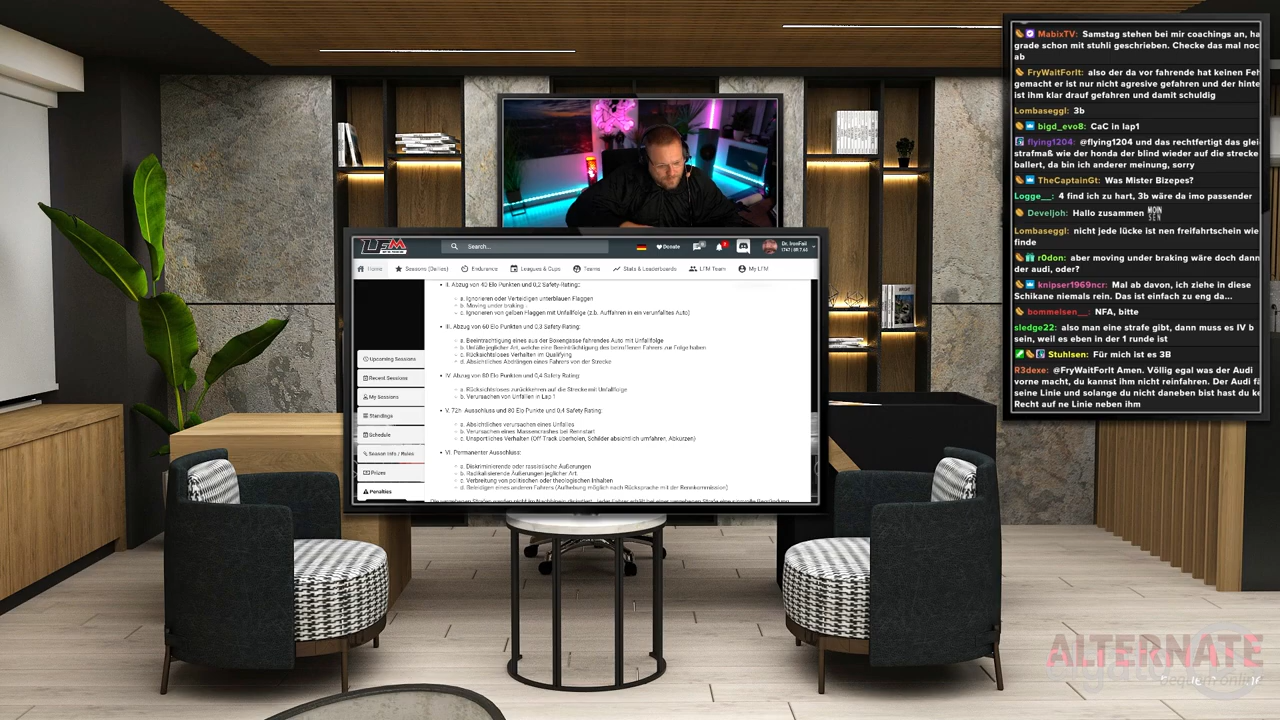 LFM
Search...
Donate
Dr. IronFail
Home
Seasons (Dailies)
Endurance
Leagues & Cups
Teams
Stats & Leaderboards
LFM Team
My LFM
II. Abzug von 40 Elo Punkten und 0,2 Safety-Rating:
a. Ignorieren oder Verteidigen unterblauen Flaggen
b. Moving under braking
c. Ignorieren von gelben Flaggen mit Unfallfolge (z.b. Auffahren in ein verunfalltes Auto)
III. Abzug von 60 Elo Punkten und 0,3 Safety Rating:
a. Beeintraechtigung eines aus der Boxengasse fahrendes Auto mit Unfallfolge
b. Unfälle jeglicher Art, welche eine Beeinträchtigung des betroffenen Fahrers zur Folge haben
c. Rücksichtsloses Verhalten im Qualifying
d. Absichtliches Abdrängen eines Fahrers von der Strecke
IV. Abzug von 80 Elo Punkten und 0,4 Safety Rating:
a. Rücksichtsloses zurückkehren auf die Strecke mit Unfallfolge
b. Verursachen von Unfällen in Lap 1
V. 72h Ausschluss und 80 Elo Punkte und 0,4 Safety Rating:
a. Absichtliches verursachen eines Unfalles
b. Verursachen eines Massencrashes bei Rennstart
c. Unsportliches Verhalten (Off Track überholen, Schilder absichtlich umfahren, Abkürzen)
VI. Permanenter Ausschluss:
a. Diskriminierende oder rassistische Äußerungen
b. Radikalisierende Äußerungen jeglicher Art.
c. Verbreitung von politischen oder theologischen Inhalten
d. Beleidigen eines anderen Fahrers (Aufhebung möglich nach Rücksprache mit der Rennkommission)
Upcoming Sessions
Recent Sessions
My Sessions
Standings
Schedule
Season Info / Rules
Prizes
Penalties
MabixTV: Samstag stehen bei mir coachings an, ha
grade schon mit stuhli geschrieben. Checke das mal noc
ab
FryWaitForIt: also der da vor fahrende hat keinen Feh
gemacht er ist nur nicht agresive gefahren und der hinte
ist ihm klar drauf gefahren und damit schuldig
Lombaseggl: 3b
bigd_evo8: CaC in lap1
flying1204: @flying1204 und das rechtfertigt das glei
strafmaß wie der honda der blind wieder auf die strecke
ballert, da bin ich anderer meinung, sorry
TheCaptainGt: Was Mister Bizepes?
Logge__: 4 find ich zu hart, 3b wäre da imo passender
Develjoh: Hallo zusammen MOIN SEN
Lombaseggl: nicht jede lücke ist nen freifahrtschein wie
finde
r0don: aber moving under braking wäre doch dann
der audi, oder?
knipser1969ncr: Mal ab davon, ich ziehe in diese
Schikane niemals rein. Das ist einfach zu eng da...
bommelsen__: NFA, bitte
sledge22: also man eine strafe gibt, dann muss es IV b
sein, weil es eben in der 1 runde ist
Stuhlsen: Für mich ist es 3B
R3dexe: @FryWaitForIt Amen. Völlig egal was der Audi
vorne macht, du kannst ihm nicht reinfahren. Der Audi fä
seine Linie und solange du nicht daneben bist hast du ke
Recht auf ne Linie neben ihm
ALTERNATE